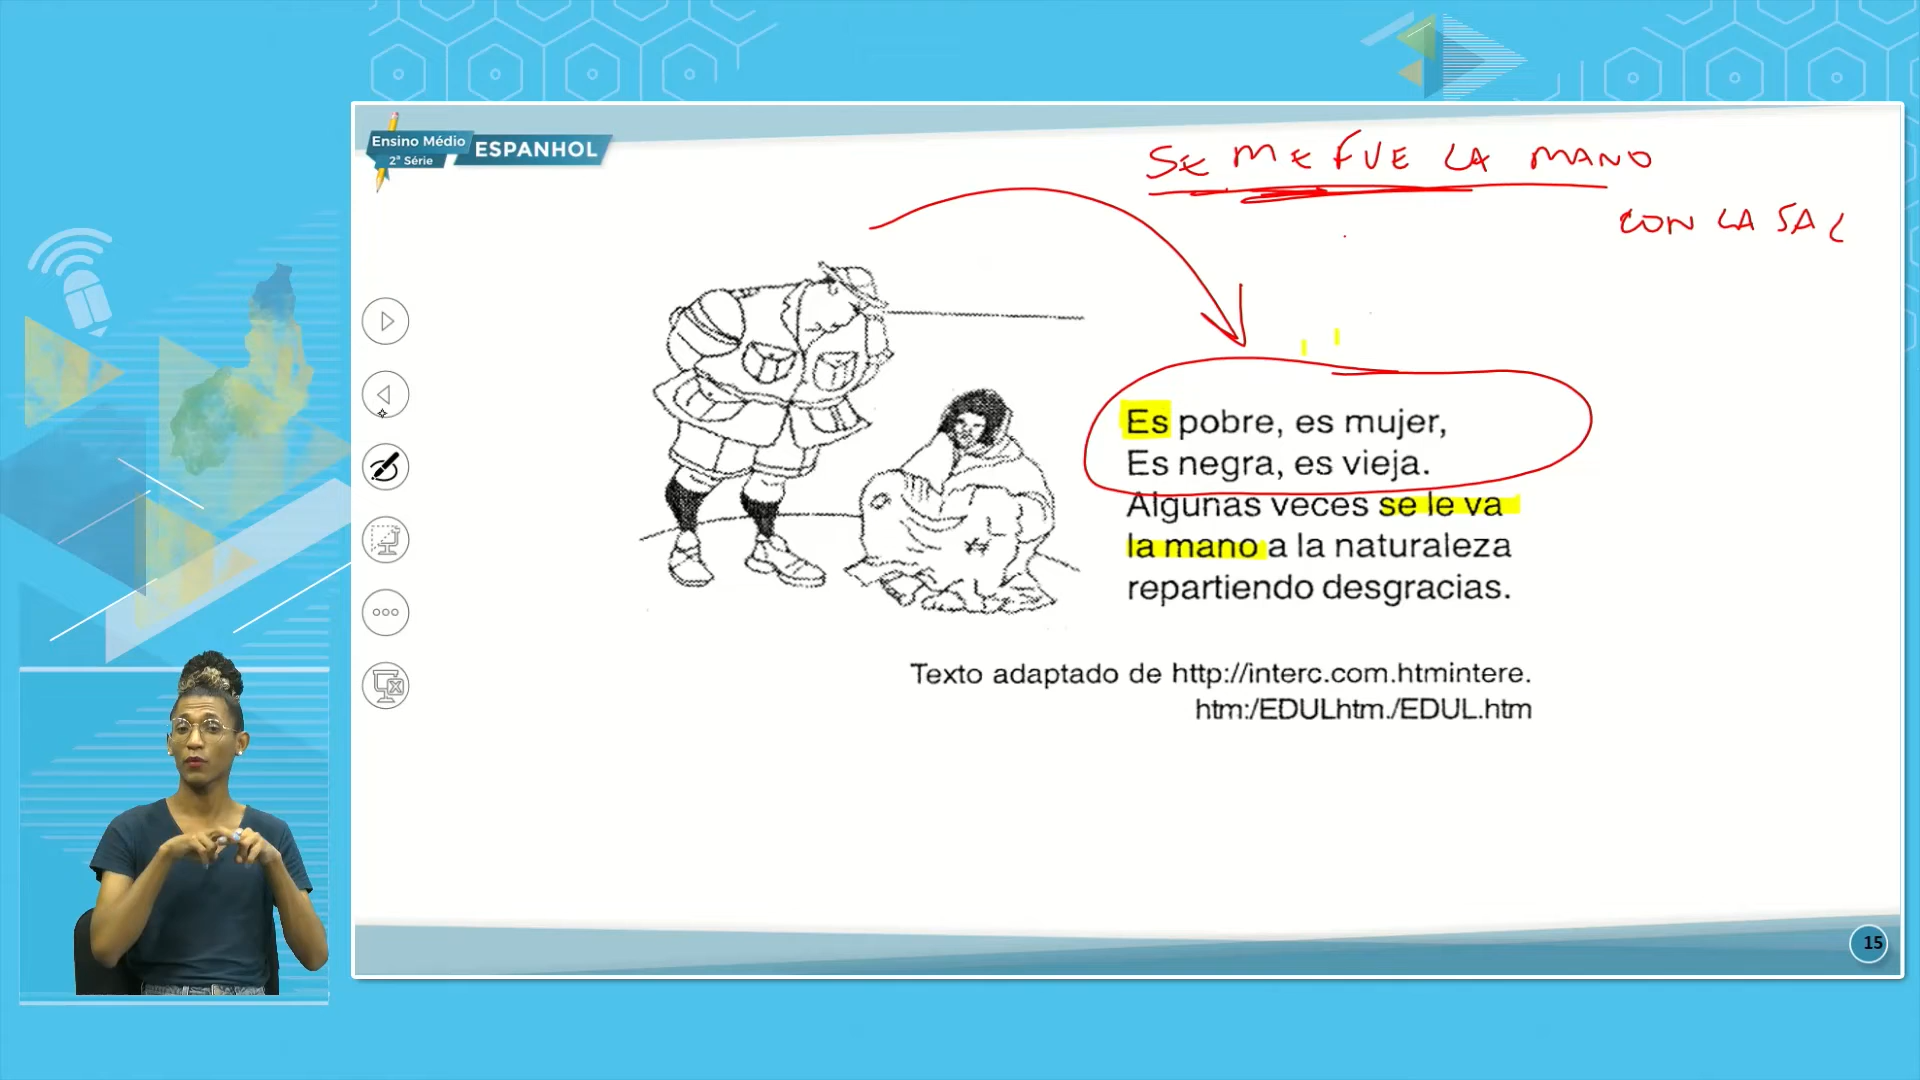 Ensino Médio
2ª Série
ESPANHOL
SE ME FUE LA MANO
CON LA SAL
Es pobre, es mujer,
Es negra, es vieja.
Algunas veces se le va
la mano a la naturaleza
repartiendo desgracias.
Texto adaptado de http://interc.com.htmintere.
htm:/EDULhtm./EDUL.htm
15